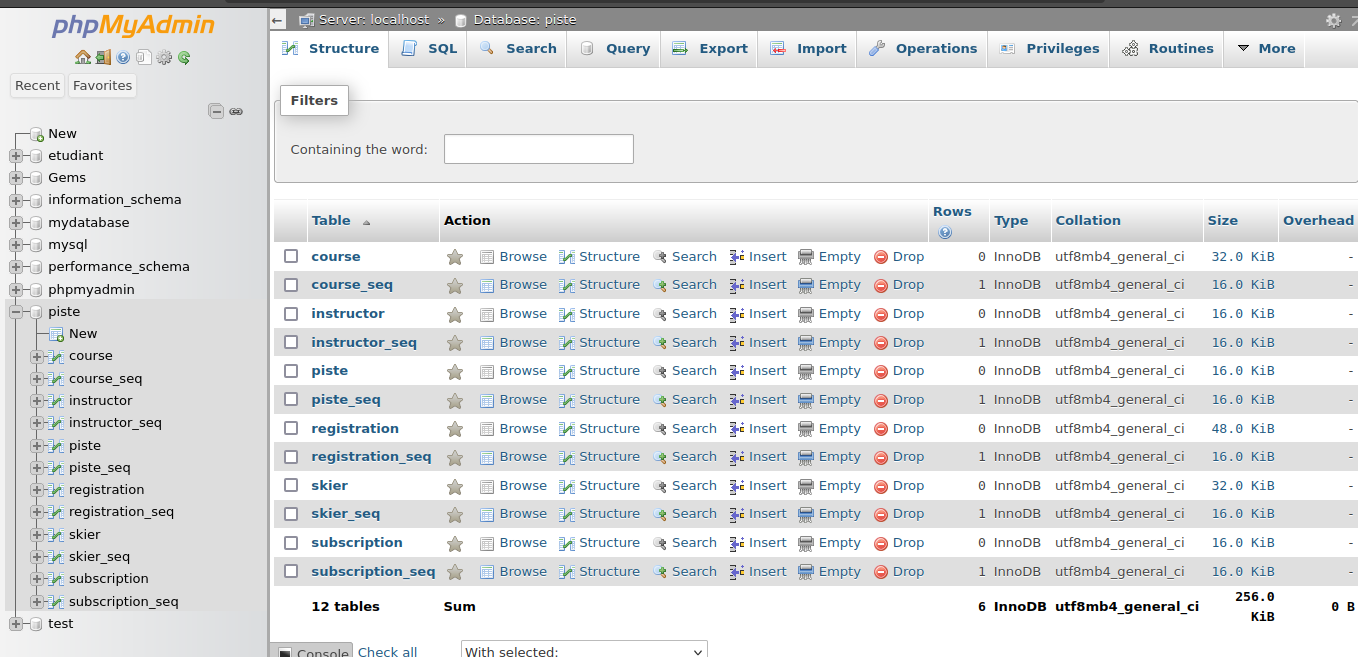 phpMyAdmin
Recent Favorites
New
etudiant
Gems
information_schema
mydatabase
mysql
performance_schema
phpmyadmin
piste
New
course
course_seq
instructor
instructor_seq
piste
piste_seq
registration
registration_seq
skier
skier_seq
subscription
subscription_seq
test
Server: localhost » Database: piste
Structure SQL Search Query Export Import Operations Privileges Routines More
Filters
Containing the word:
Table Action Rows Type Collation Size Overhead
course Browse Structure Search Insert Empty Drop 0 InnoDB utf8mb4_general_ci 32.0 KiB -
course_seq Browse Structure Search Insert Empty Drop 1 InnoDB utf8mb4_general_ci 16.0 KiB -
instructor Browse Structure Search Insert Empty Drop 0 InnoDB utf8mb4_general_ci 16.0 KiB -
instructor_seq Browse Structure Search Insert Empty Drop 1 InnoDB utf8mb4_general_ci 16.0 KiB -
piste Browse Structure Search Insert Empty Drop 0 InnoDB utf8mb4_general_ci 16.0 KiB -
piste_seq Browse Structure Search Insert Empty Drop 1 InnoDB utf8mb4_general_ci 16.0 KiB -
registration Browse Structure Search Insert Empty Drop 0 InnoDB utf8mb4_general_ci 48.0 KiB -
registration_seq Browse Structure Search Insert Empty Drop 1 InnoDB utf8mb4_general_ci 16.0 KiB -
skier Browse Structure Search Insert Empty Drop 0 InnoDB utf8mb4_general_ci 32.0 KiB -
skier_seq Browse Structure Search Insert Empty Drop 1 InnoDB utf8mb4_general_ci 16.0 KiB -
subscription Browse Structure Search Insert Empty Drop 0 InnoDB utf8mb4_general_ci 16.0 KiB -
subscription_seq Browse Structure Search Insert Empty Drop 1 InnoDB utf8mb4_general_ci 16.0 KiB -
12 tables Sum 6 InnoDB utf8mb4_general_ci 256.0 KiB 0 B
Console Check all With selected: